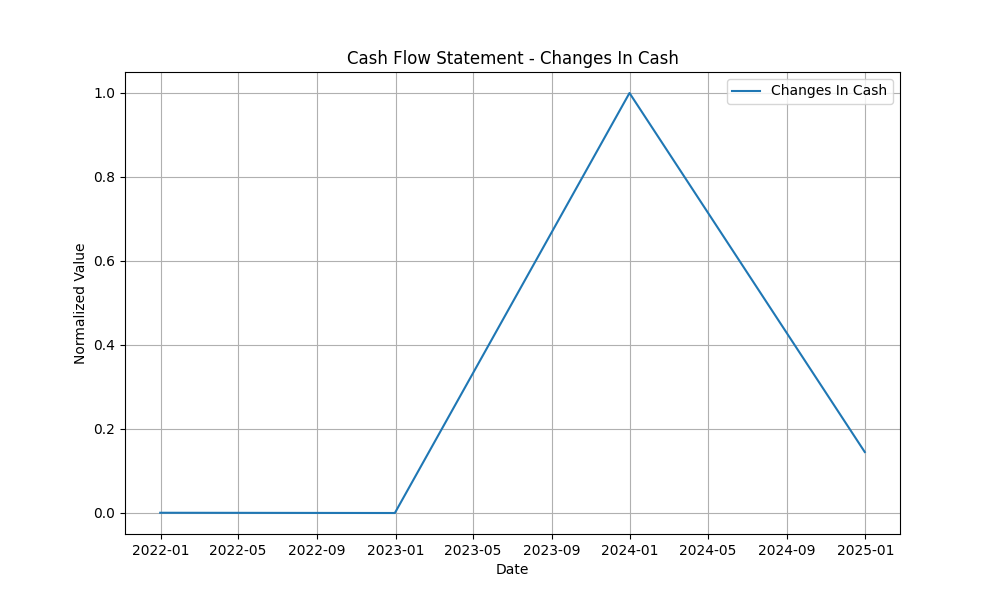 Cash Flow Statement - Changes In Cash
Changes In Cash
1.0
0.8
0.6
0.4
0.2
0.0
Normalized Value
2022-01 2022-05 2022-09 2023-01 2023-05 2023-09 2024-01 2024-05 2024-09 2025-01
Date